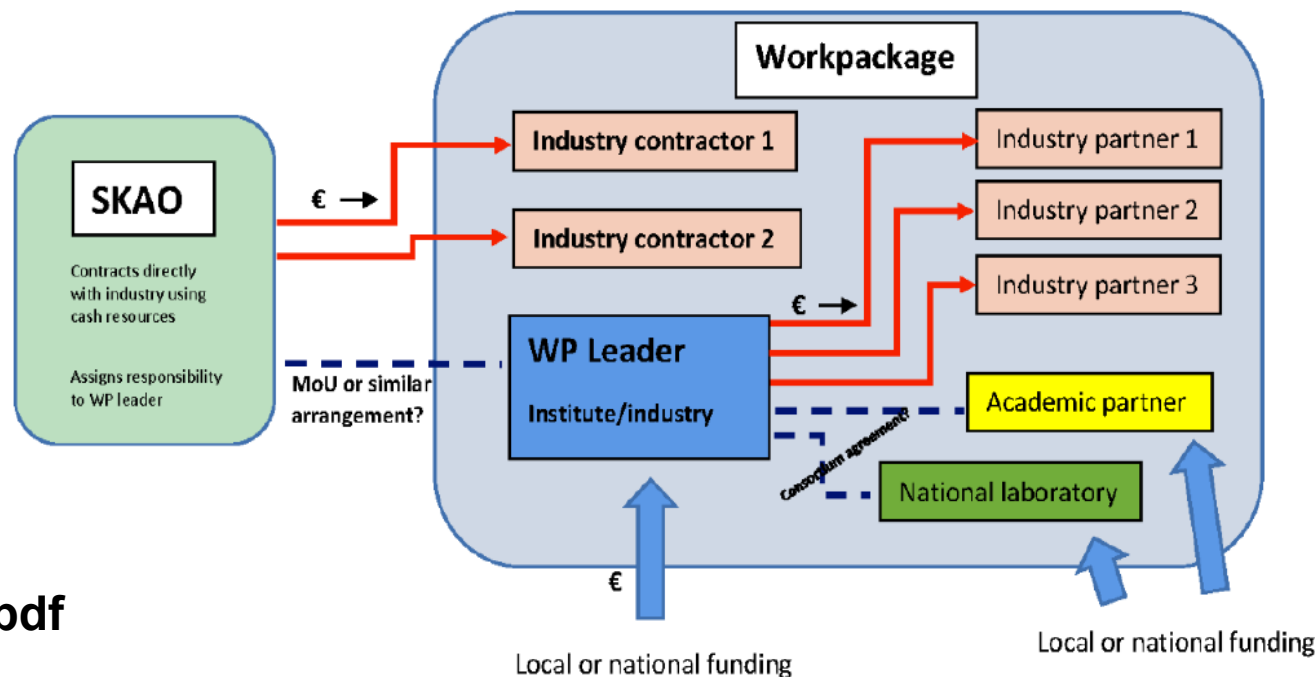 Workpackage
SKAO
Contracts directly
with industry using
cash resources
Assigns responsibility
to WP leader
€
MoU or similar
arrangement?
Industry contractor 1
Industry contractor 2
WP Leader
Institute/industry
€
Industry partner 1
Industry partner 2
Industry partner 3
Academic partner
Consortium agreement?
National laboratory
€
Local or national funding
Local or national funding
pdf